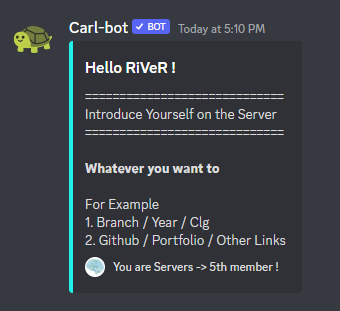 Carl-bot ✓ BOT Today at 5:10 PM
Hello RiVeR !
============================
Introduce Yourself on the Server
============================
Whatever you want to
For Example
1. Branch / Year / Clg
2. Github / Portfolio / Other Links
You are Servers -> 5th member !